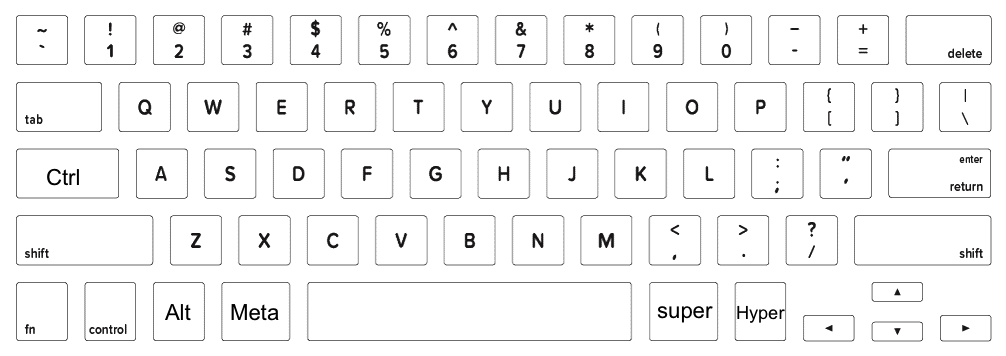 ~ ! @ # $ % ^ & * ( ) – +
` 1 2 3 4 5 6 7 8 9 0 - = delete
tab Q W E R T Y U I O P { } |
[ ] \
Ctrl A S D F G H J K L : " enter
; ' return
shift Z X C V B N M < > ? shift
, . /
fn control Alt Meta super Hyper ◄ ▲ ▼ ►